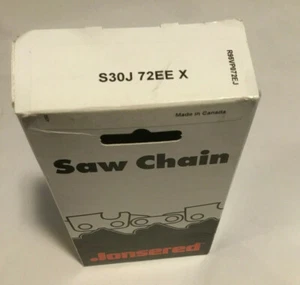 S30J 72EE X
Made in Canada
Saw Chain
Jonsered